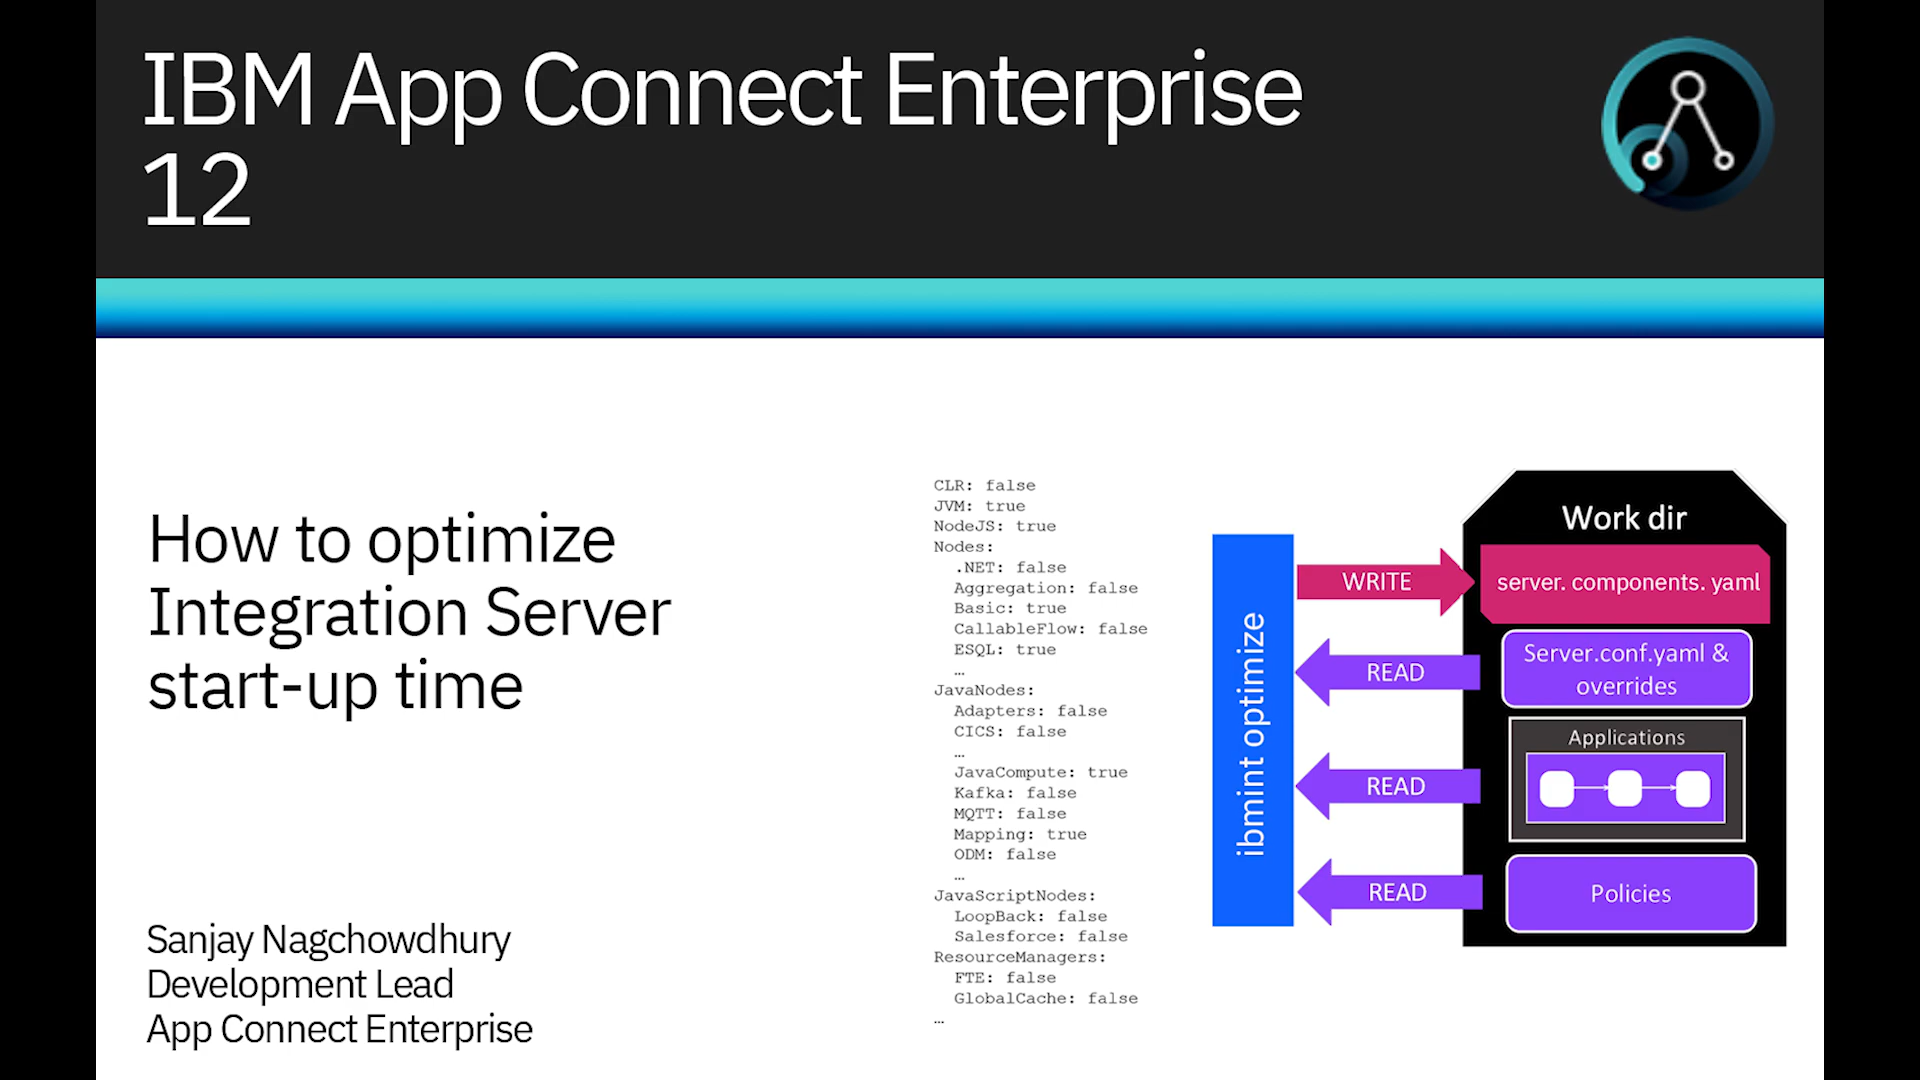 IBM App Connect Enterprise
12
How to optimize
Integration Server
start-up time
Sanjay Nagchowdhury
Development Lead
App Connect Enterprise
CLR: false
JVM: true
NodeJS: true
Nodes:
.NET: false
Aggregation: false
Basic: true
CallableFlow: false
ESQL: true
…
JavaNodes:
Adapters: false
CICS: false
…
JavaCompute: true
Kafka: false
MQTT: false
Mapping: true
ODM: false
…
JavaScriptNodes:
LoopBack: false
Salesforce: false
ResourceManagers:
FTE: false
GlobalCache: false
…
ibmint optimize
WRITE
READ
READ
READ
Work dir
server. components. yaml
Server.conf.yaml &
overrides
Applications
Policies